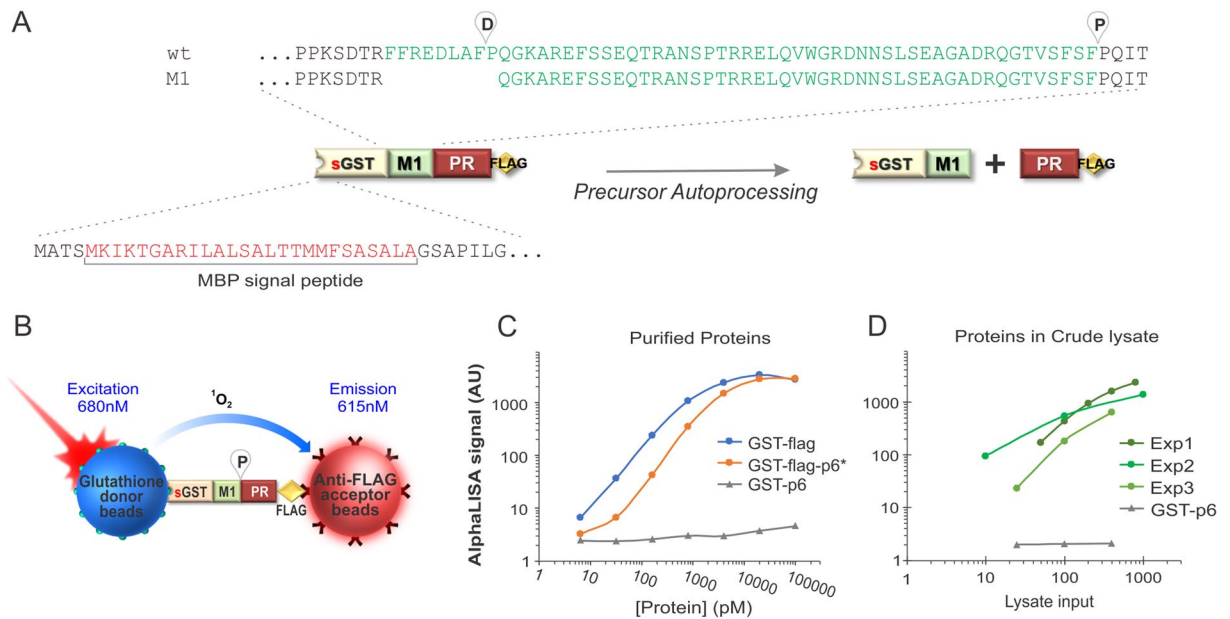 A
D
P
wt ...PPKSDTRFFREDLAFPQGKAREFSSEQTRANSPTRRELQVWGRDNNSLSEAGADRQGTVSFSFPQIT
M1 ...PPKSDTR QGKAREFSSEQTRANSPTRRELQVWGRDNNSLSEAGADRQGTVSFSFPQIT
sGST M1 PR FLAG
Precursor Autoprocessing
sGST M1 + PR FLAG
MATSMKIKTGARILALSALTTMMFSASALAGSAPILG...
MBP signal peptide
B
Excitation
680nM
¹O₂
Emission
615nM
P
Glutathione
donor
beads
sGST M1 PR
FLAG
Anti-FLAG
acceptor
beads
C
Purified Proteins
AlphaLISA signal (AU)
1000
100
10
1
GST-flag
GST-flag-p6*
GST-p6
1 10 100 1000 10000 100000
[Protein] (pM)
D
Proteins in Crude lysate
1000
100
10
1
Exp1
Exp2
Exp3
GST-p6
1 10 100 1000
Lysate input